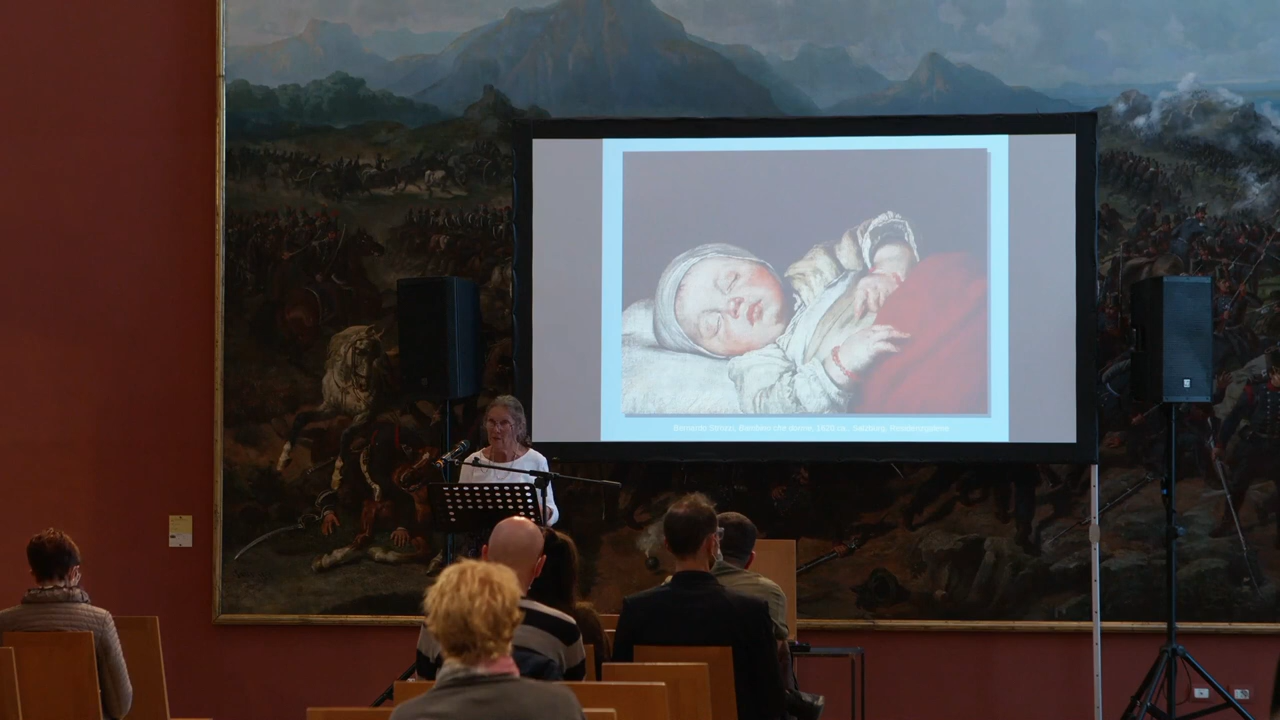 Bernardo Strozzi, Bambino che dorme, 1620 ca., Salzburg, Residenzgalerie